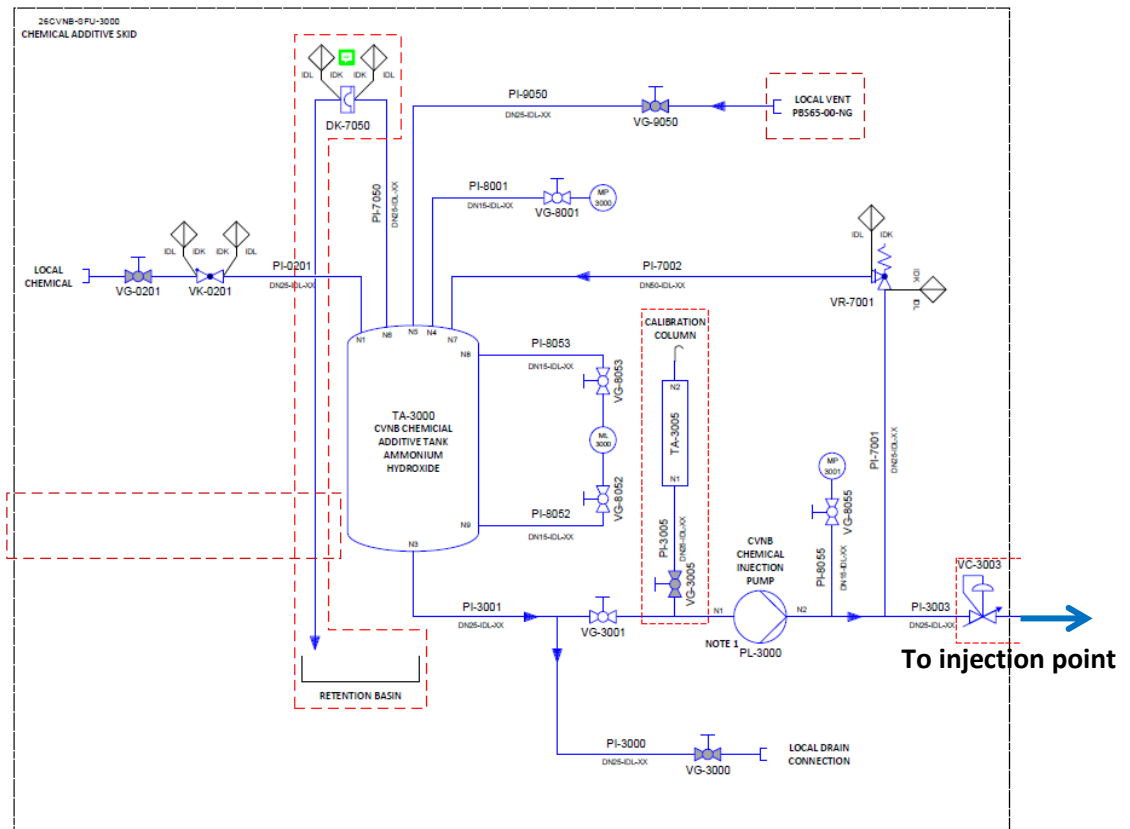 26CVNB-SFU-3000
CHEMICAL ADDITIVE SKID
IDL
IDK
IDK
IDL
DK-7050
PI-7050
DN25-IDL-XX
PI-9050
DN25-IDL-XX
VG-9050
LOCAL VENT
PBS65-00-NG
PI-8001
DN15-IDL-XX
VG-8001
MP
3000
LOCAL
CHEMICAL
VG-0201
IDL
IDK
IDK
IDL
VK-0201
PI-0201
DN25-IDL-XX
PI-7002
DN50-IDL-XX
IDL
IDK
IDK
IDL
VR-7001
N1
N6
N5
N4
N7
N8
N9
N3
TA-3000
CVNB CHEMICIAL
ADDITIVE TANK
AMMONIUM
HYDROXIDE
PI-8053
DN15-IDL-XX
VG-8053
ML
3000
VG-8052
PI-8052
DN15-IDL-XX
CALIBRATION
COLUMN
N2
TA-3005
N1
PI-3005
DN25-IDL-XX
VG-3005
CVNB
CHEMICAL
INJECTION
PUMP
MP
3001
VG-8055
PI-8055
DN15-IDL-XX
PI-7001
DN25-IDL-XX
VC-3003
PI-3001
DN25-IDL-XX
VG-3001
N1
N2
NOTE 1
PL-3000
PI-3003
DN25-IDL-XX
To injection point
RETENTION BASIN
PI-3000
DN25-IDL-XX
VG-3000
LOCAL DRAIN
CONNECTION